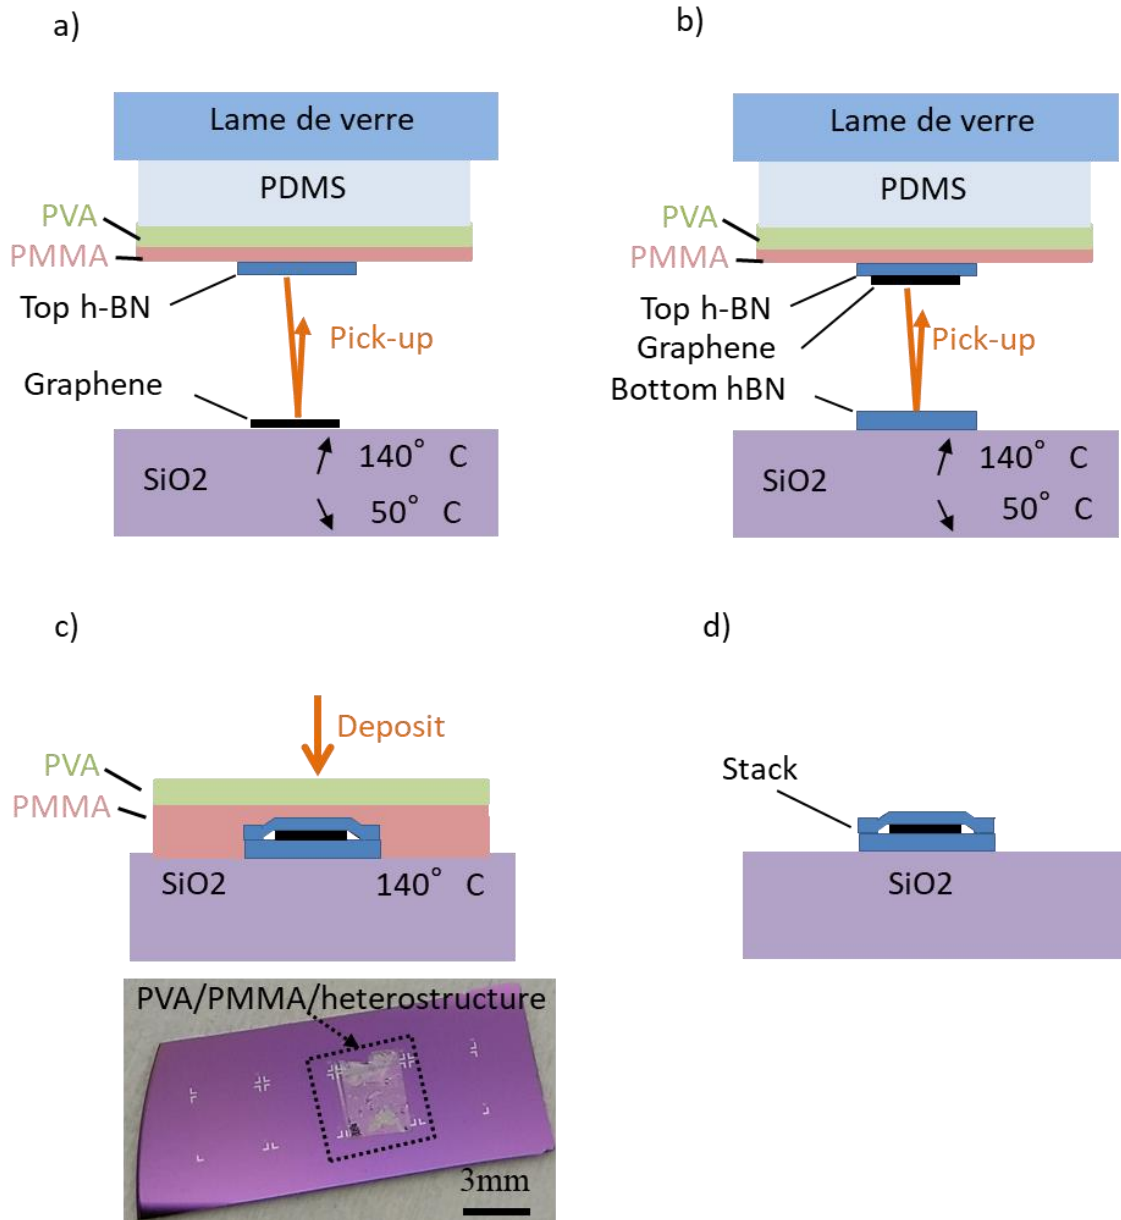 a)
Lame de verre
PDMS
PVA
PMMA
Top h-BN
Pick-up
Graphene
SiO2
140° C
50° C
b)
Lame de verre
PDMS
PVA
PMMA
Top h-BN
Graphene
Pick-up
Bottom hBN
SiO2
140° C
50° C
c)
Deposit
PVA
PMMA
SiO2 140° C
PVA/PMMA/heterostructure
3mm
d)
Stack
SiO2